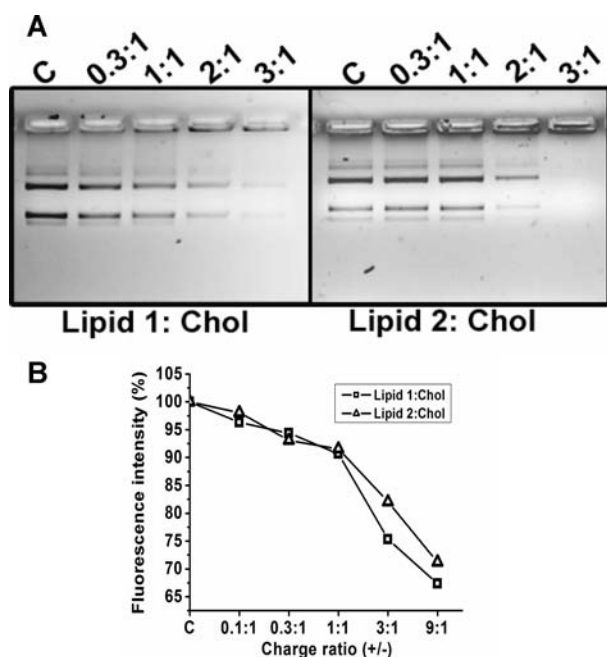 A
C 0.3:1 1:1 2:1 3:1 C 0.3:1 1:1 2:1 3:1
Lipid 1: Chol Lipid 2: Chol
B
Fluorescence intensity (%)
105
100
95
90
85
80
75
70
65
Lipid 1:Chol
Lipid 2:Chol
C 0.1:1 0.3:1 1:1 3:1 9:1
Charge ratio (+/-)